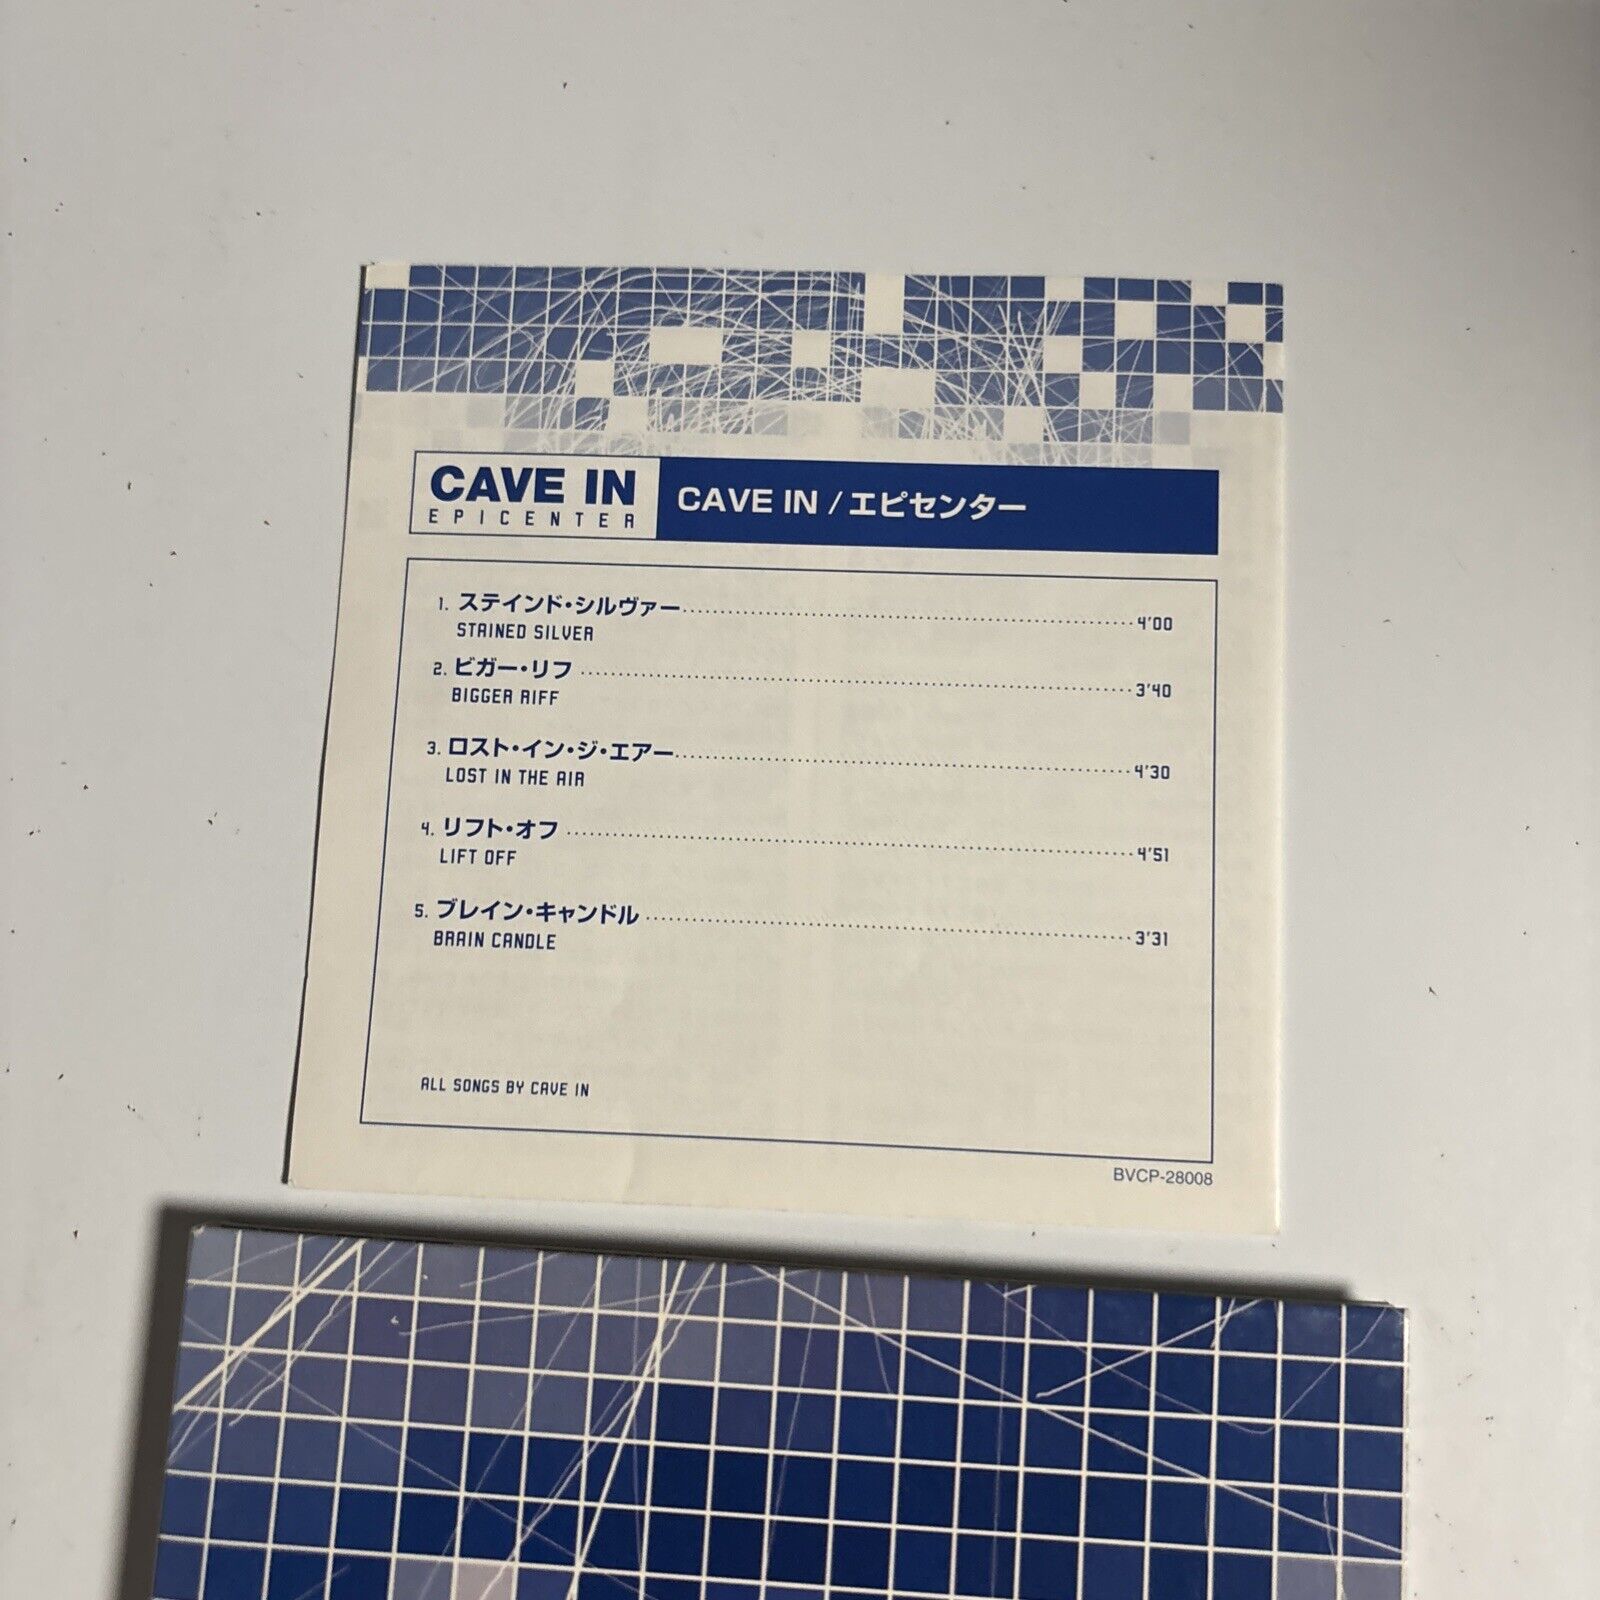 CAVE IN
EPICENTER
CAVE IN / エピセンター
1. ステインド・シルヴァー 4'00
STAINED SILVER
2. ビガー・リフ 3'40
BIGGER RIFF
3. ロスト・イン・ジ・エアー 4'30
LOST IN THE AIR
4. リフト・オフ 4'51
LIFT OFF
5. ブレイン・キャンドル 3'31
BRAIN CANDLE
ALL SONGS BY CAVE IN
BVCP-28008